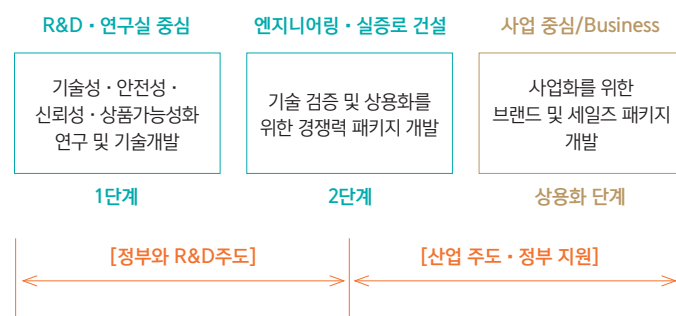 R&D・연구실 중심
엔지니어링・실증로 건설
사업 중심/Business
기술성・안전성・
신뢰성・상품가능성화
연구 및 기술개발
기술 검증 및 상용화를
위한 경쟁력 패키지 개발
사업화를 위한
브랜드 및 세일즈 패키지
개발
1단계
2단계
상용화 단계
[정부와 R&D주도]
[산업 주도・정부 지원]